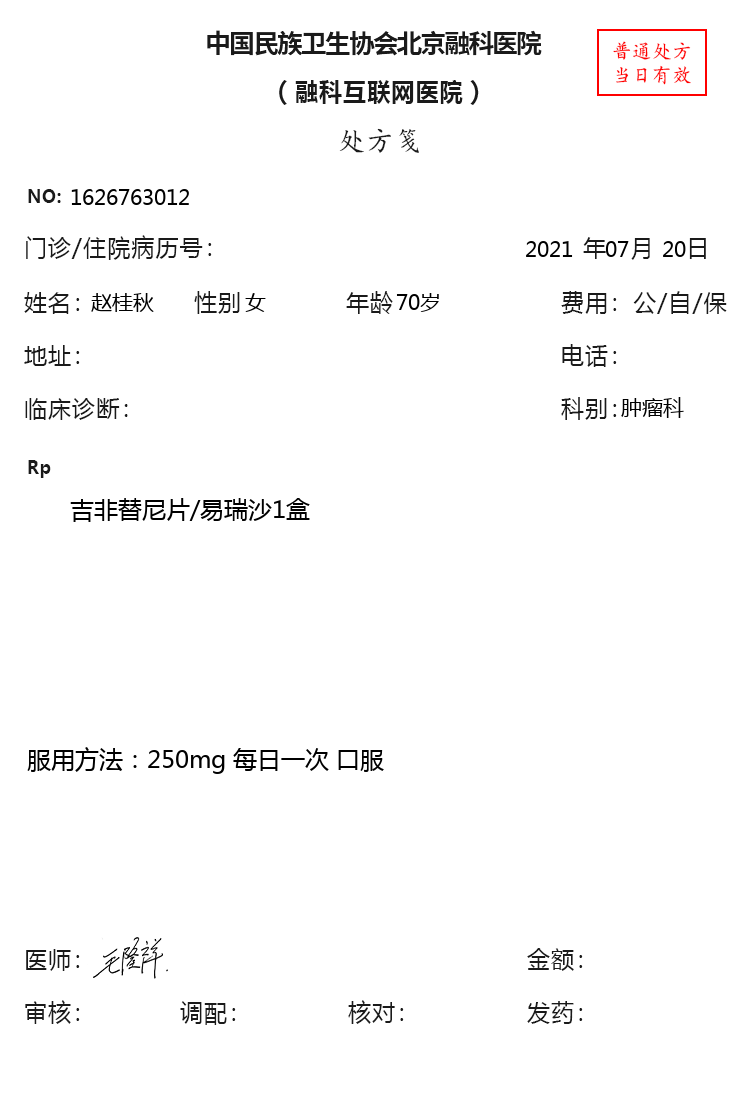 中国民族卫生协会北京融科医院
（融科互联网医院）
普通处方
当日有效
处方笺
NO: 1626763012
门诊/住院病历号： 2021 年07月 20日
姓名：赵桂秋 性别 女 年龄 70岁 费用：公/自/保
地址： 电话：
临床诊断： 科别：肿瘤科
Rp
吉非替尼片/易瑞沙1盒
服用方法：250mg 每日一次 口服
医师： 金额：
审核： 调配： 核对： 发药：